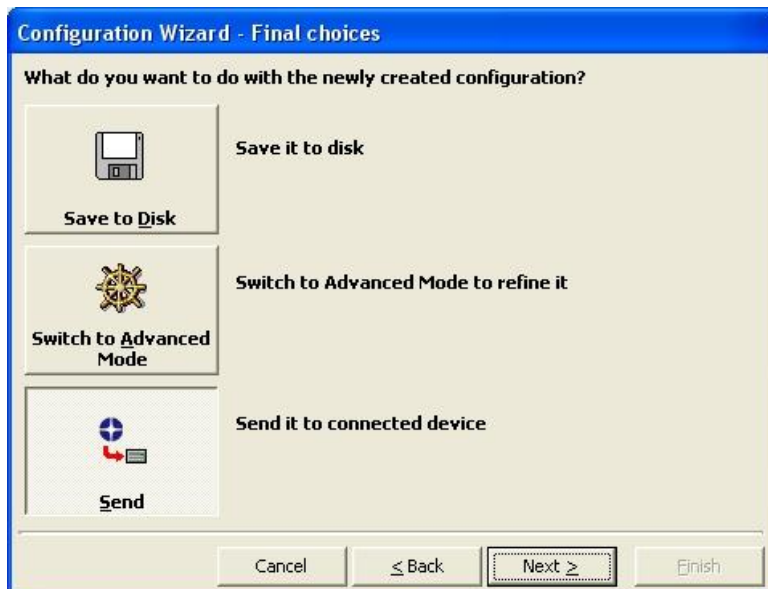 Configuration Wizard - Final choices
What do you want to do with the newly created configuration?
Save it to disk
Save to Disk
Switch to Advanced Mode to refine it
Switch to Advanced
Mode
Send it to connected device
Send
Cancel
< Back
Next >
Finish